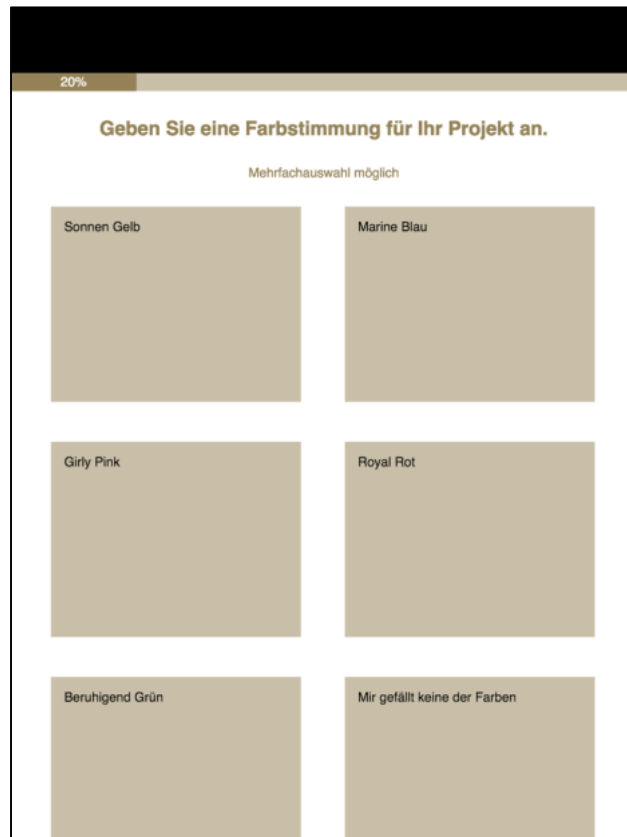 20%
Geben Sie eine Farbstimmung für Ihr Projekt an.
Mehrfachauswahl möglich
Sonnen Gelb
Marine Blau
Girly Pink
Royal Rot
Beruhigend Grün
Mir gefällt keine der Farben